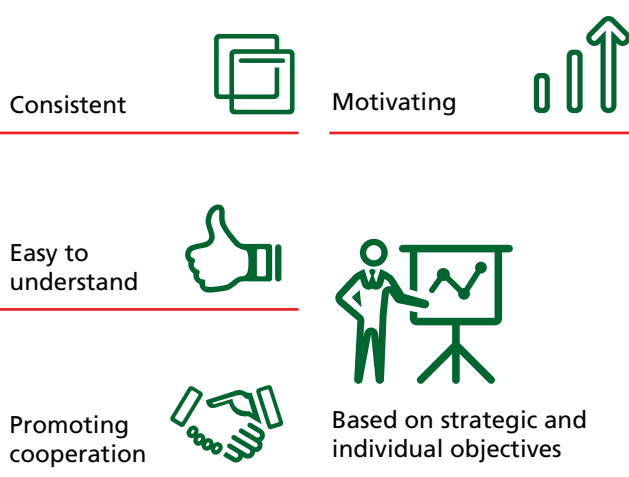 Consistent
Motivating
Easy to
understand
Promoting
cooperation
Based on strategic and
individual objectives